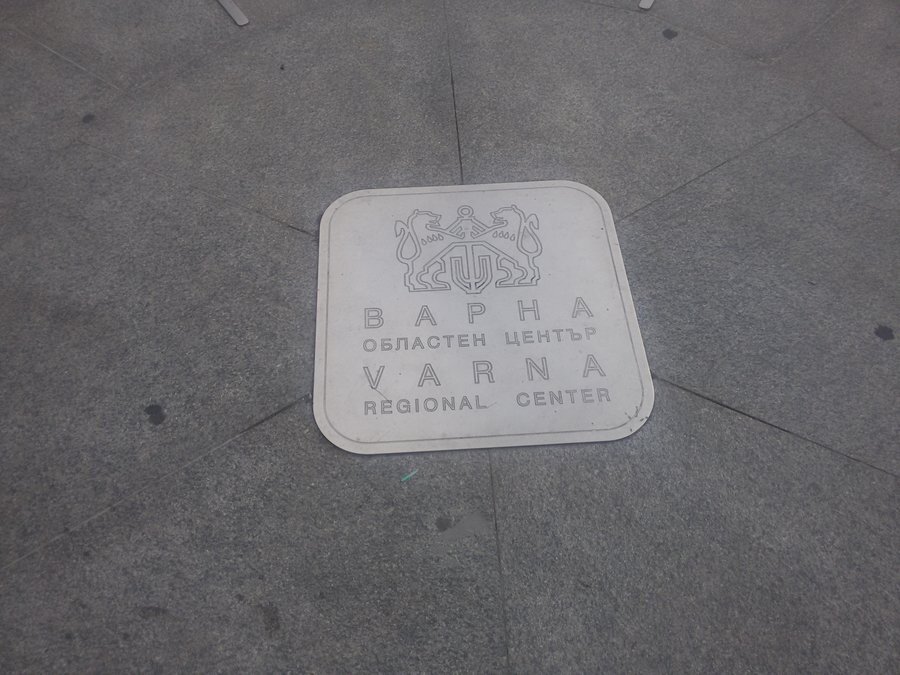 ВАРНА
ОБЛАСТЕН ЦЕНТЪР
VARNA
REGIONAL CENTER